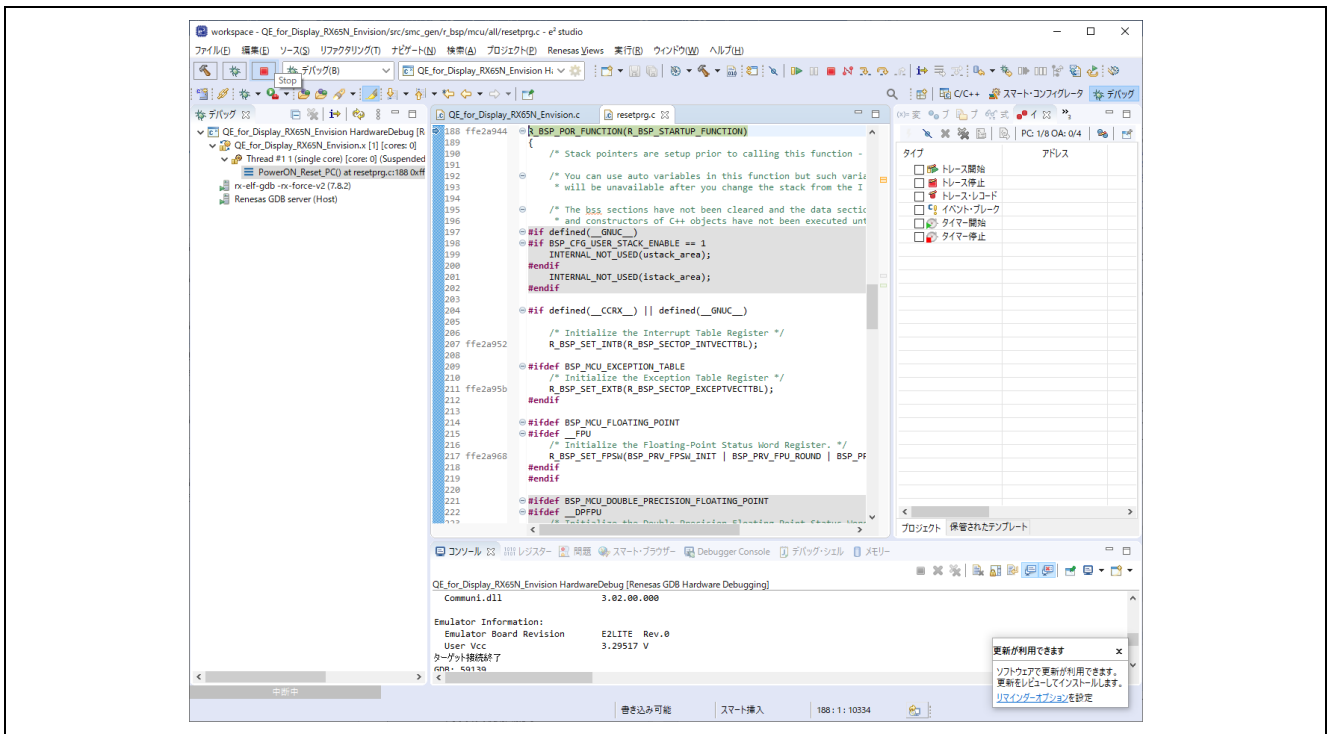 workspace - QE_for_Display_RX65N_Envision/src/smc_gen/r_bsp/mcu/all/resetprg.c - e² studio
ファイル(F) 編集(E) ソース(S) リファクタリング(T) ナビゲート(N) 検索(A) プロジェクト(P) Renesas Views 実行(R) ウィンドウ(W) ヘルプ(H)
デバッグ(B) QE_for_Display_RX65N_Envision H
Stop
C/C++ スマート・コンフィグレータ デバッグ
デバッグ
QE_for_Display_RX65N_Envision HardwareDebug [R
QE_for_Display_RX65N_Envision.x [1] [cores: 0]
Thread #1 1 (single core) [core: 0] (Suspended
PowerON_Reset_PC() at resetprg.c:188 0xff
rx-elf-gdb -rx-force-v2 (7.8.2)
Renesas GDB server (Host)
QE_for_Display_RX65N_Envision.c resetprg.c
188 ffe2a944 R_BSP_POR_FUNCTION(R_BSP_STARTUP_FUNCTION)
189 {
190 /* Stack pointers are setup prior to calling this function -
191
192 /* You can use auto variables in this function but such varia
193 * will be unavailable after you change the stack from the I
194
195 /* The bss sections have not been cleared and the data sectic
196 * and constructors of C++ objects have not been executed unt
197 #if defined(__GNUC__)
198 #if BSP_CFG_USER_STACK_ENABLE == 1
199 INTERNAL_NOT_USED(ustack_area);
200 #endif
201 INTERNAL_NOT_USED(istack_area);
202 #endif
203
204 #if defined(__CCRX__) || defined(__GNUC__)
205
206 /* Initialize the Interrupt Table Register */
207 ffe2a952 R_BSP_SET_INTB(R_BSP_SECTOP_INTVECTTBL);
208
209 #ifdef BSP_MCU_EXCEPTION_TABLE
210 /* Initialize the Exception Table Register */
211 ffe2a95b R_BSP_SET_EXTB(R_BSP_SECTOP_EXCEPTVECTTBL);
212 #endif
213
214 #ifdef BSP_MCU_FLOATING_POINT
215 #ifdef __FPU
216 /* Initialize the Floating-Point Status Word Register. */
217 ffe2a968 R_BSP_SET_FPSW(BSP_PRV_FPSW_INIT | BSP_PRV_FPU_ROUND | BSP_PF
218 #endif
219 #endif
220
221 #ifdef BSP_MCU_DOUBLE_PRECISION_FLOATING_POINT
222 #ifdef __DPFPU
PC: 1/8 OA: 0/4
タイプ アドレス
トレース開始
トレース停止
トレース・レコード
イベント・ブレーク
タイマー開始
タイマー停止
プロジェクト 保管されたテンプレート
コンソール レジスター 問題 スマート・ブラウザー Debugger Console デバッグ・シェル メモリー
QE_for_Display_RX65N_Envision HardwareDebug [Renesas GDB Hardware Debugging]
Communi.dll 3.02.00.000
Emulator Information:
Emulator Board Revision E2LITE Rev.0
User Vcc 3.29517 V
ターゲット接続終了
GDB: 59139
更新が利用できます x
ソフトウェアで更新が利用できます。
更新をレビューしてインストールします。
リマインダーオプションを設定
中断中
書き込み可能 スマート挿入 188 : 1 : 10334